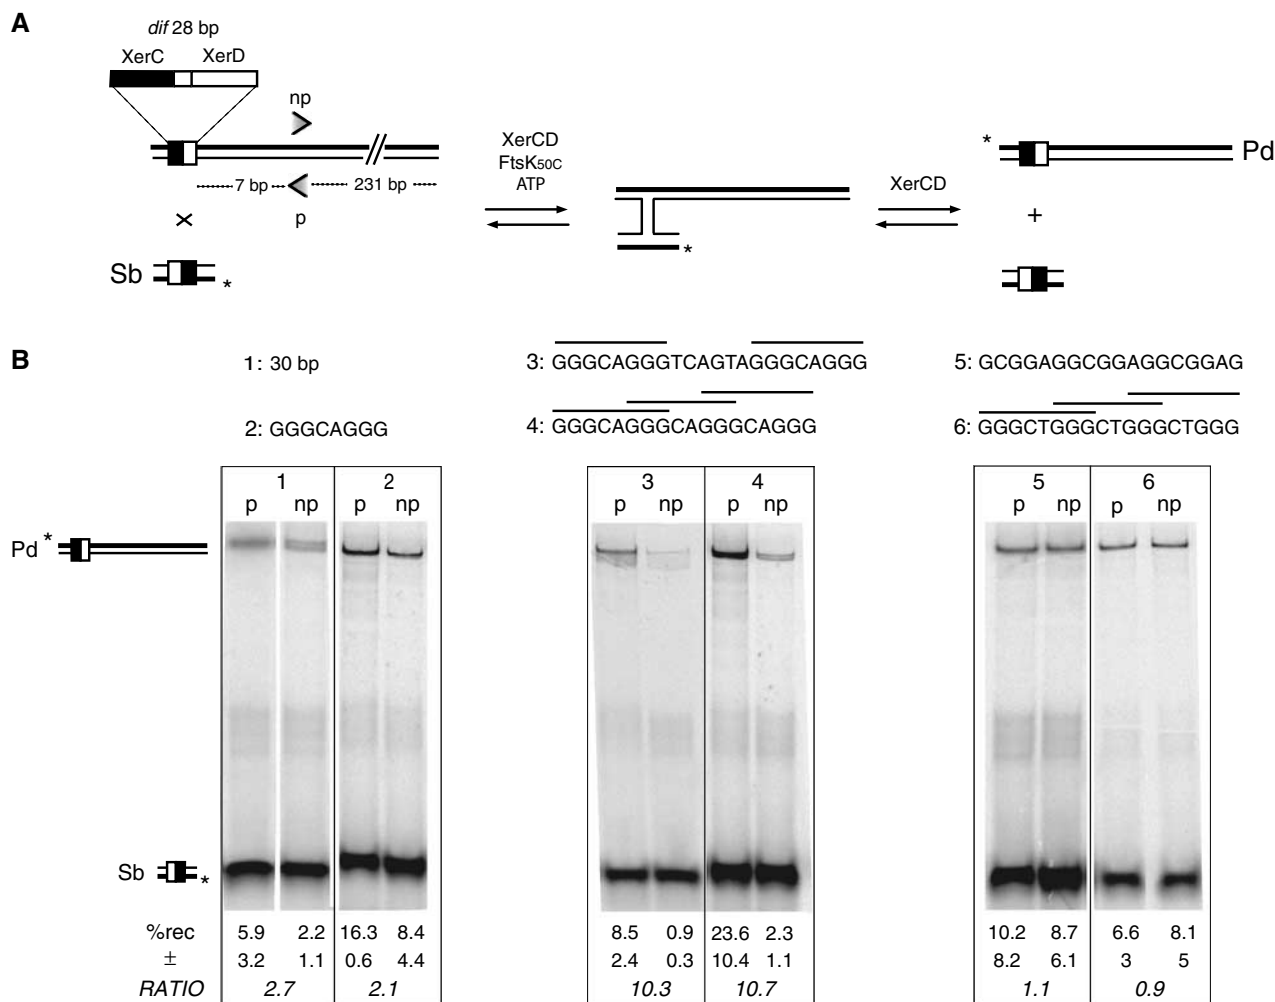 A
dif 28 bp
XerC XerD
np
7 bp 231 bp
p
Sb
*
XerCD
FtsK50C
ATP
*
XerCD
*
Pd
+
B
1: 30 bp
2: GGGCAGGG
3: GGGCAGGGTCAGTAGGGCAGGG
4: GGGCAGGGCAGGGCAGGG
5: GCGGAGGCGGAGGCGGAG
6: GGGCTGGGCTGGGCTGGG
1 2 3 4 5 6
p np p np p np p np p np p np
Pd *
Sb *
%rec 5.9 2.2 16.3 8.4 8.5 0.9 23.6 2.3 10.2 8.7 6.6 8.1
± 3.2 1.1 0.6 4.4 2.4 0.3 10.4 1.1 8.2 6.1 3 5
RATIO 2.7 2.1 10.3 10.7 1.1 0.9